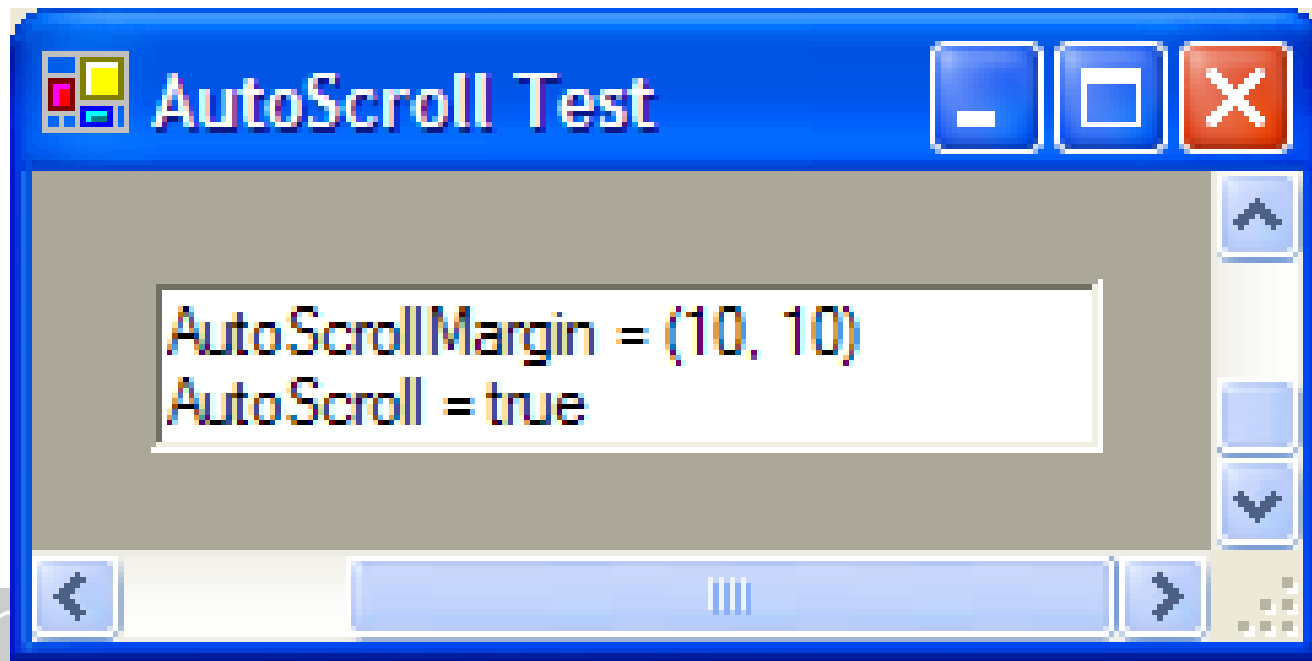 AutoScroll Test
AutoScrollMargin = (10, 10)
AutoScroll = true